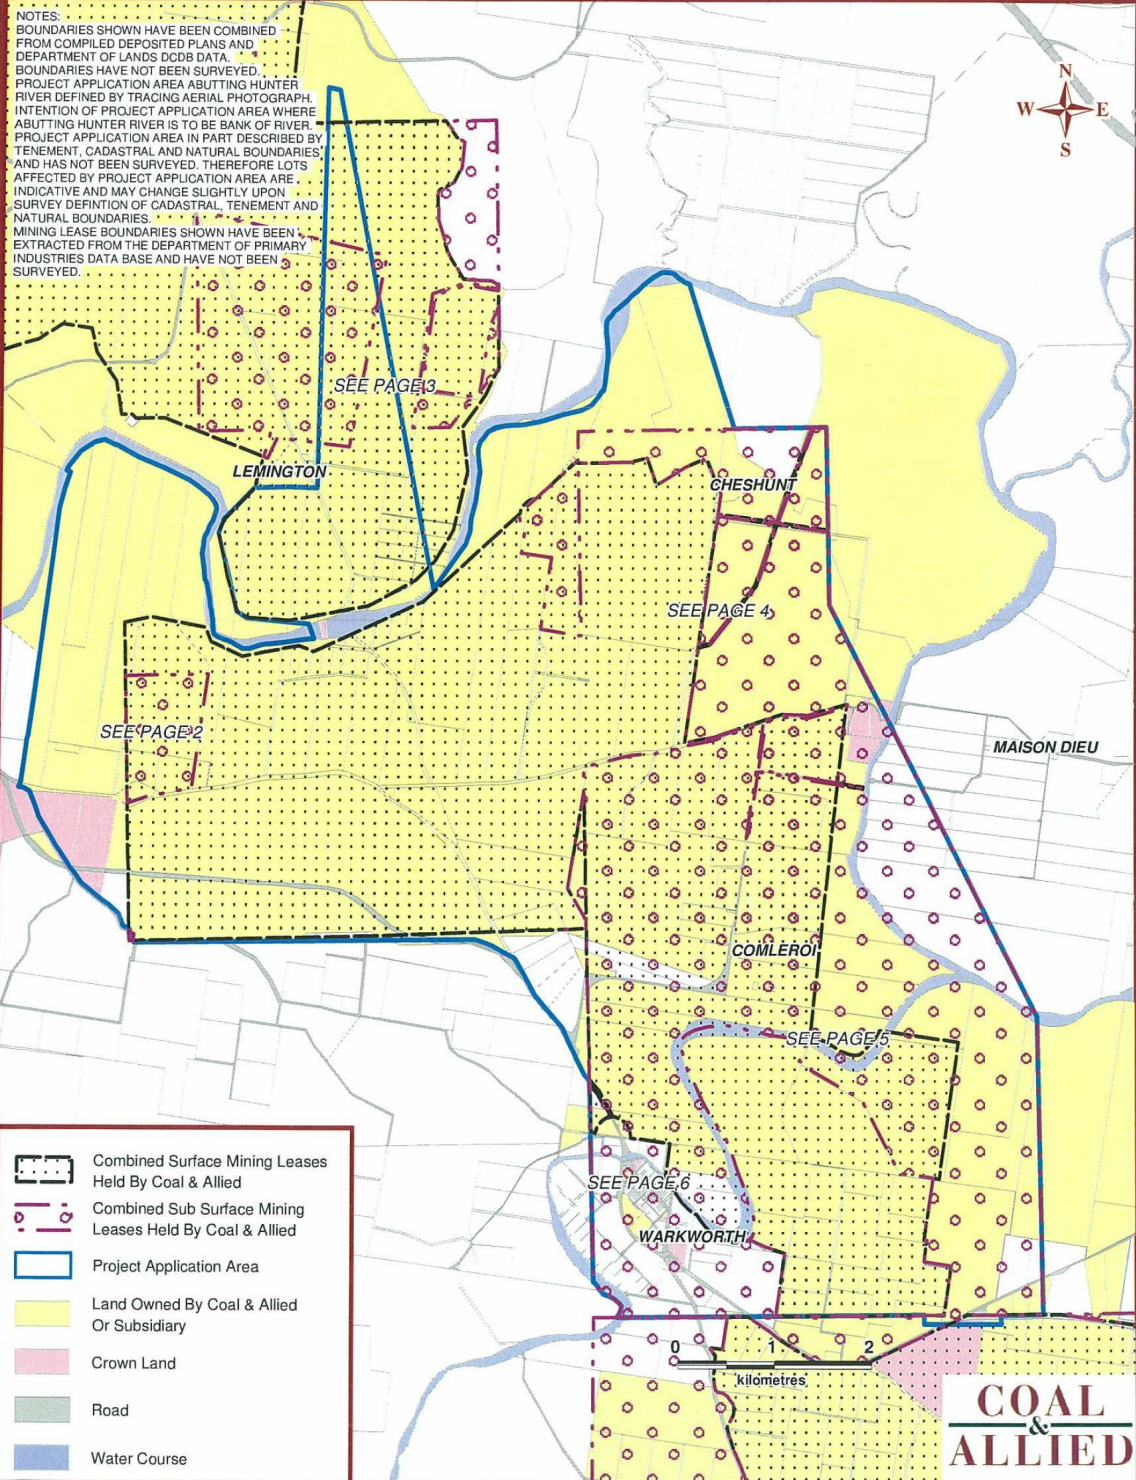 NOTES:
BOUNDARIES SHOWN HAVE BEEN COMBINED
FROM COMPILED DEPOSITED PLANS AND
DEPARTMENT OF LANDS DCDB DATA.
BOUNDARIES HAVE NOT BEEN SURVEYED.
PROJECT APPLICATION AREA ABUTTING HUNTER
RIVER DEFINED BY TRACING AERIAL PHOTOGRAPH.
INTENTION OF PROJECT APPLICATION AREA WHERE
ABUTTING HUNTER RIVER IS TO BE BANK OF RIVER.
PROJECT APPLICATION AREA IN PART DESCRIBED BY
TENEMENT, CADASTRAL AND NATURAL BOUNDARIES
AND HAS NOT BEEN SURVEYED. THEREFORE LOTS
AFFECTED BY PROJECT APPLICATION AREA ARE
INDICATIVE AND MAY CHANGE SLIGHTLY UPON
SURVEY DEFINTION OF CADASTRAL, TENEMENT AND
NATURAL BOUNDARIES.
MINING LEASE BOUNDARIES SHOWN HAVE BEEN
EXTRACTED FROM THE DEPARTMENT OF PRIMARY
INDUSTRIES DATA BASE AND HAVE NOT BEEN
SURVEYED.
N
W E
S
SEE PAGE 3
LEMINGTON
CHESHUNT
SEE PAGE 4
SEE PAGE 2
MAISON DIEU
COMLEROI
SEE PAGE 5
SEE PAGE 6
WARKWORTH
Combined Surface Mining Leases
Held By Coal & Allied
Combined Sub Surface Mining
Leases Held By Coal & Allied
Project Application Area
Land Owned By Coal & Allied
Or Subsidiary
Crown Land
Road
Water Course
0 1 2
kilometres
COAL
&
ALLIED